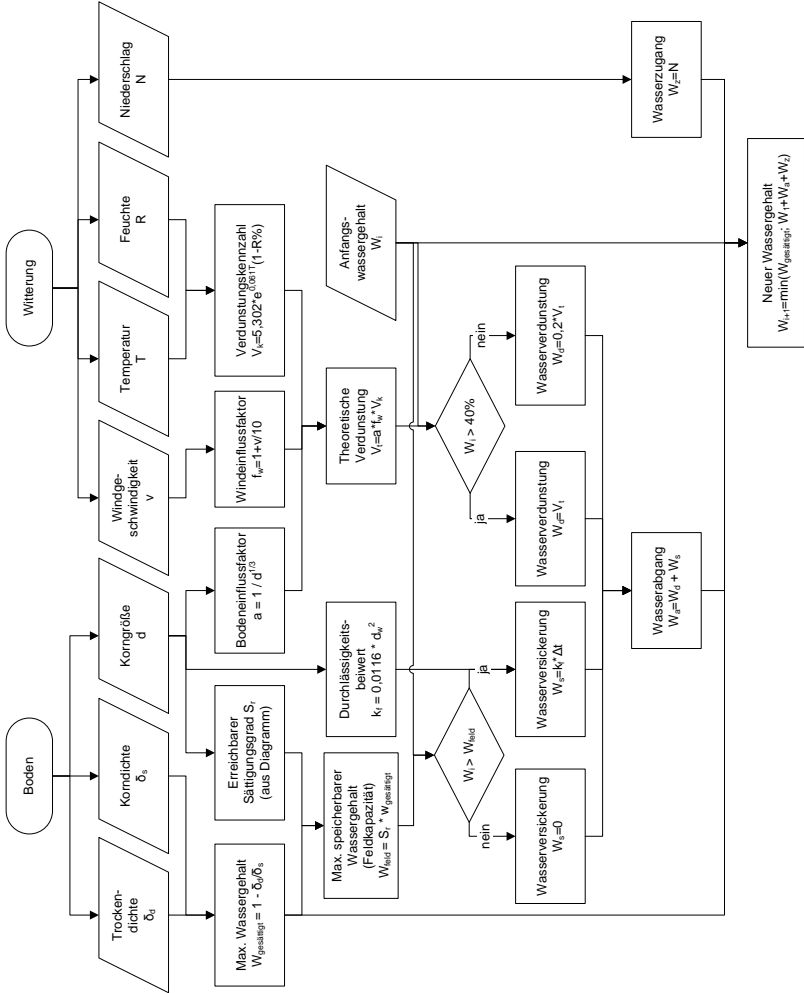 Boden
Witterung
Trocken-
dichte
δd
Korndichte
δs
Korngröße
d
Windge-
schwindigkeit
v
Temperatur
T
Feuchte
R
Niederschlag
N
Max. Wassergehalt
Wgesättigt = 1 - δd/δs
Erreichbarer
Sättigungsgrad Sr
(aus Diagramm)
Bodeneinflussfaktor
a = 1 / d^1/3
Windeinflussfaktor
fw=1+v/10
Verdunstungskennzahl
Vk=5,302*e^0,061T(1-R%)
Max. speicherbarer
Wassergehalt
(Feldkapazität)
Wfeld = Sr * wgesättigt
Durchlässigkeits-
beiwert
kf = 0,0116 * dw²
Theoretische
Verdunstung
Vt=a*fw*Vk
Anfangs-
wassergehalt
Wi
Wi > Wfeld
nein
ja
Wi > 40%
ja
nein
Wasserversickerung
Ws=0
Wasserversickerung
Ws=kf*Δt
Wasserverdunstung
Wd=Vt
Wasserverdunstung
Wd=0,2*Vt
Wasserabgang
Wa=Wd + Ws
Wasserzugang
Wz=N
Neuer Wassergehalt
Wi+1=min(Wgesättigt; W1+Wa+Wz)